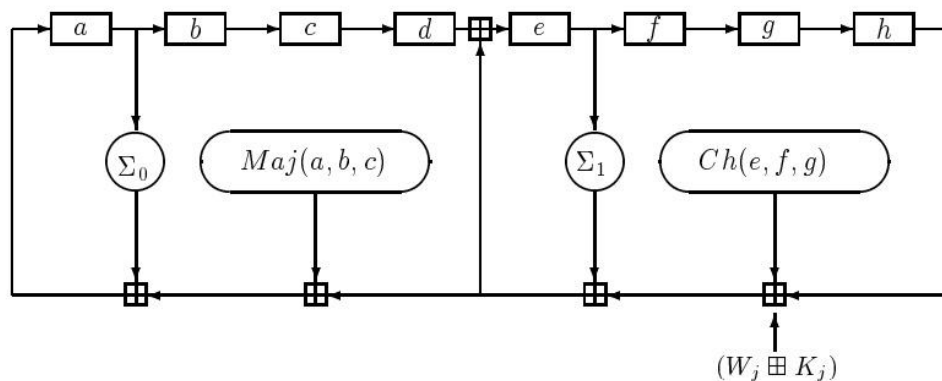 a b c d e f g h
Σ₀ Maj(a, b, c) Σ₁ Ch(e, f, g)
(Wⱼ ⊞ Kⱼ)